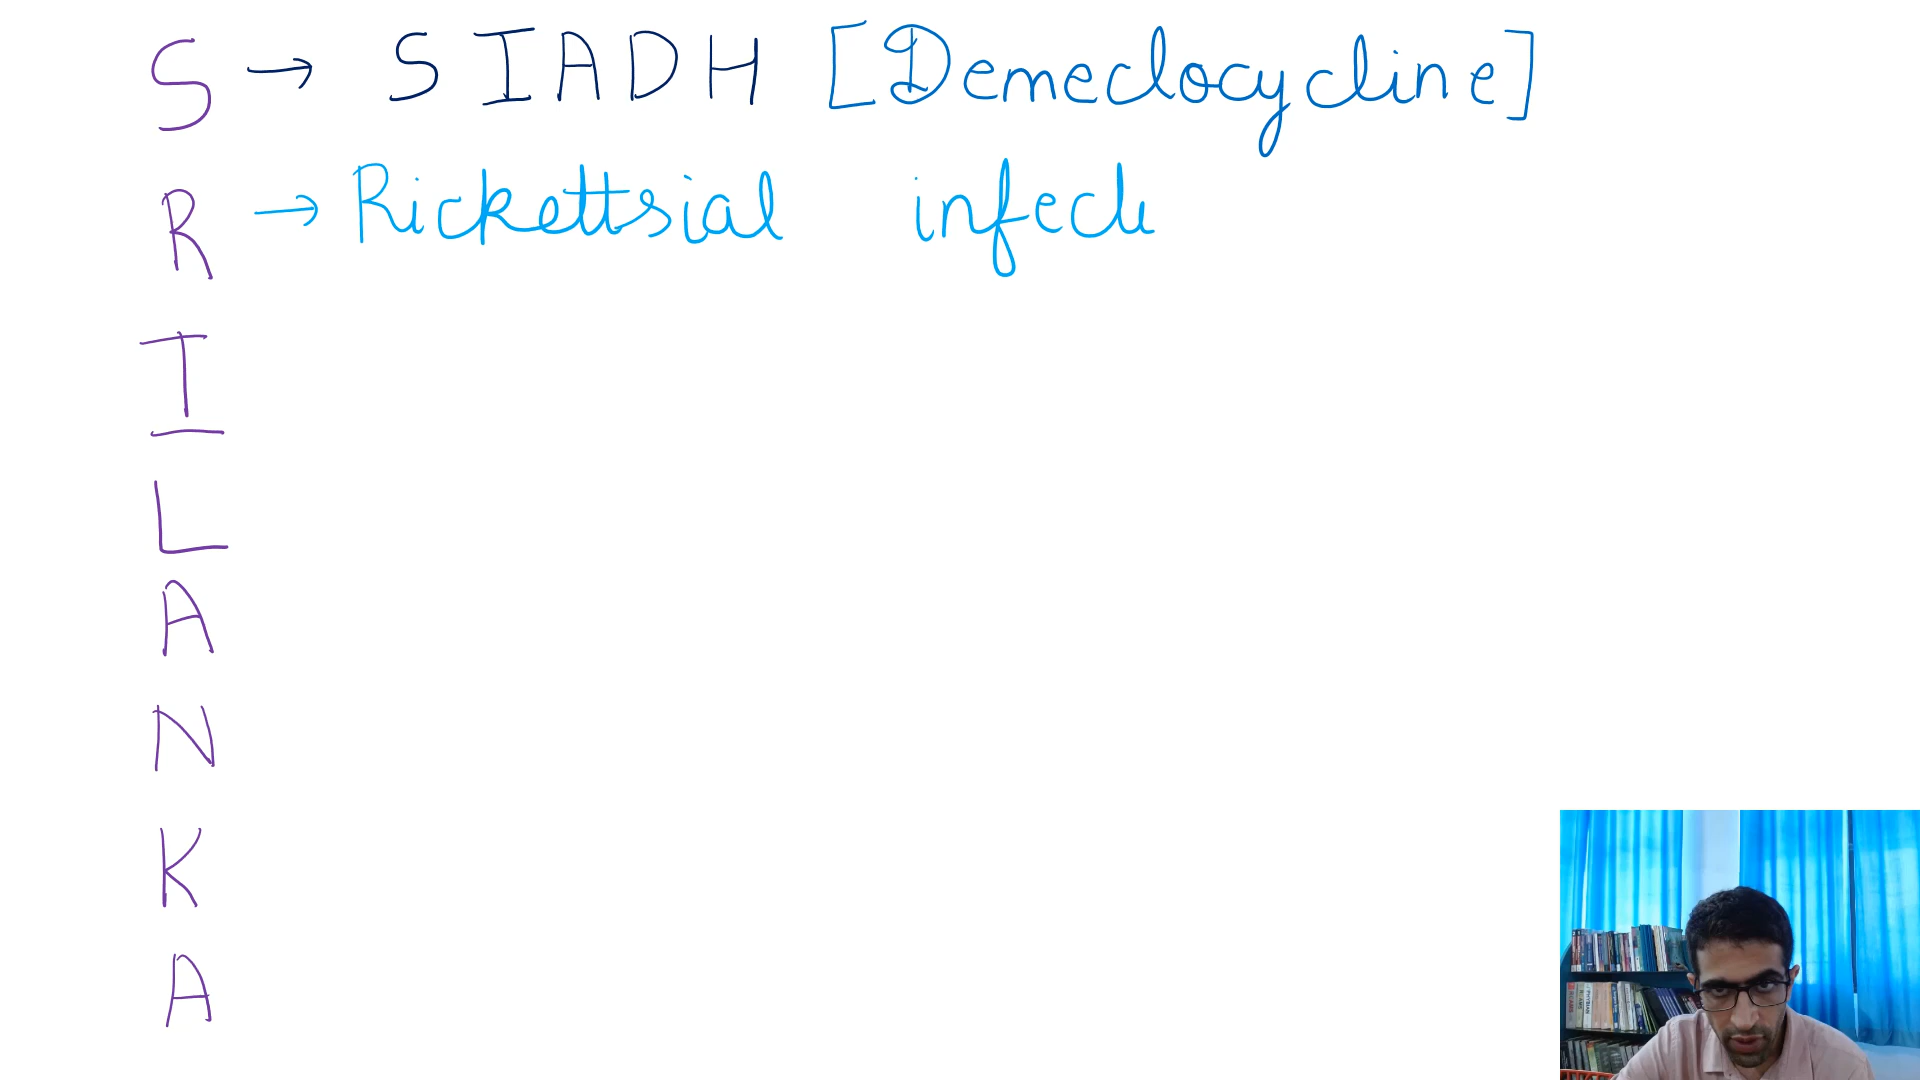 S → SIADH [Demeclocycline]
R → Rickettsial infecti
I
L
A
N
K
A